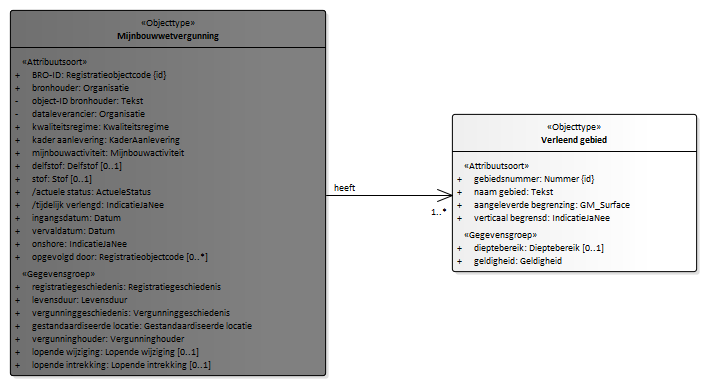 «Objecttype»
Mijnbouwwetvergunning
«Attribuutsoort»
+ BRO-ID: Registratieobjectcode {id}
+ bronhouder: Organisatie
- object-ID bronhouder: Tekst
- dataleverancier: Organisatie
+ kwaliteitsregime: Kwaliteitsregime
+ kader aanlevering: KaderAanlevering
+ mijnbouwactiviteit: Mijnbouwactiviteit
+ delfstof: Delfstof [0..1]
+ stof: Stof [0..1]
+ /actuele status: ActueleStatus
+ /tijdelijk verlengd: IndicatieJaNee
+ ingangsdatum: Datum
+ vervaldatum: Datum
+ onshore: IndicatieJaNee
+ opgevolgd door: Registratieobjectcode [0..*]
«Gegevensgroep»
+ registratiegeschiedenis: Registratiegeschiedenis
+ levensduur: Levensduur
+ vergunninggeschiedenis: Vergunninggeschiedenis
+ gestandaardiseerde locatie: Gestandaardiseerde locatie
+ vergunninghouder: Vergunninghouder
+ lopende wijziging: Lopende wijziging [0..1]
+ lopende intrekking: Lopende intrekking [0..1]
heeft
1..*
«Objecttype»
Verleend gebied
«Attribuutsoort»
+ gebiedsnummer: Nummer {id}
+ naam gebied: Tekst
+ aangeleverde begrenzing: GM_Surface
+ verticaal begrensd: IndicatieJaNee
«Gegevensgroep»
+ dieptebereik: Dieptebereik [0..1]
+ geldigheid: Geldigheid